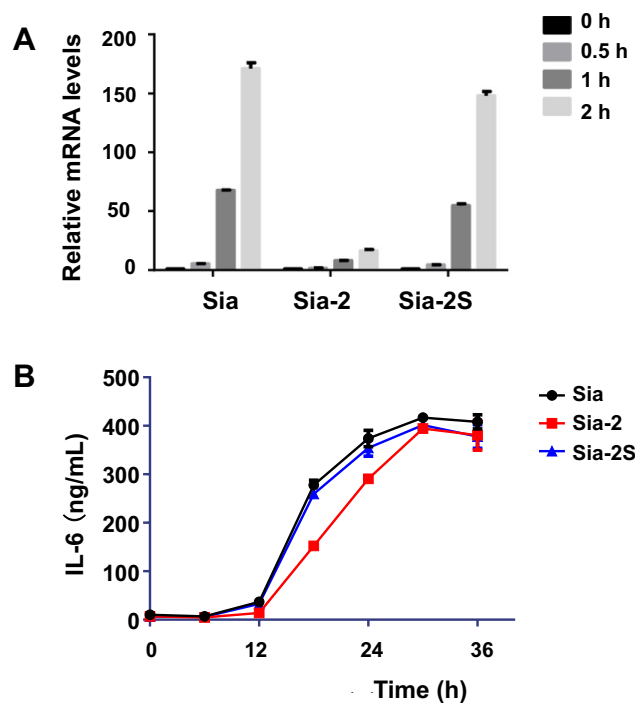 A
Relative mRNA levels
200
150
100
50
0
Sia
Sia-2
Sia-2S
0 h
0.5 h
1 h
2 h
B
IL-6 (ng/mL)
500
400
300
200
100
0
0
12
24
36
Time (h)
Sia
Sia-2
Sia-2S